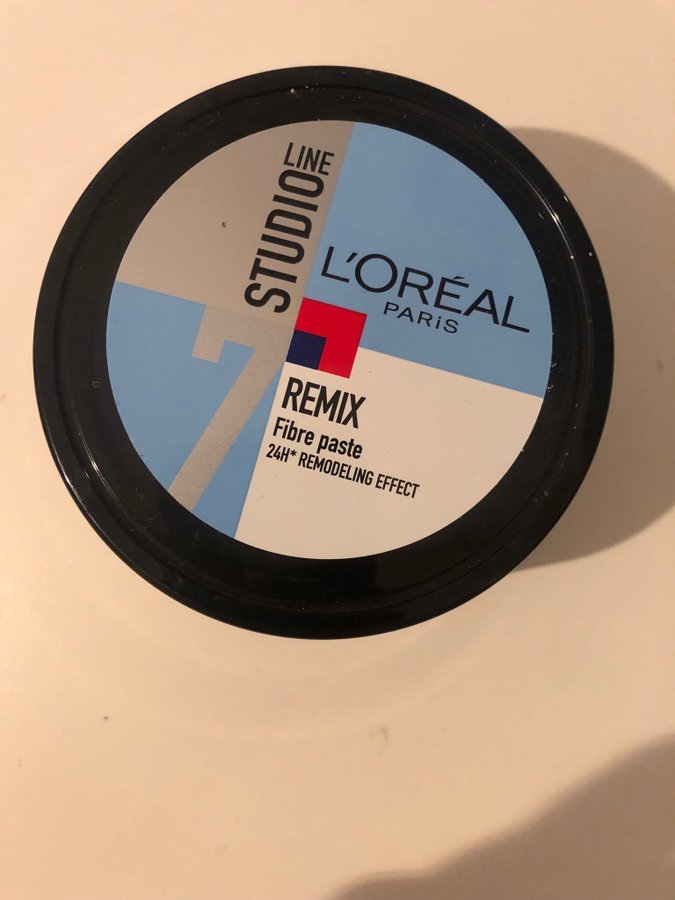 STUDIO
LINE
L'ORÉAL
PARiS
7
REMIX
Fibre paste
24H* REMODELING EFFECT